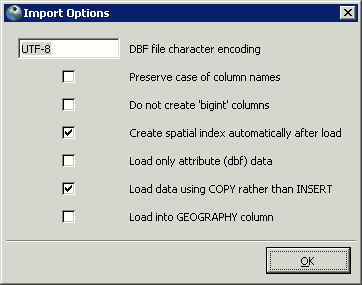 Import Options
UTF-8 DBF file character encoding
Preserve case of column names
Do not create 'bigint' columns
Create spatial index automatically after load
Load only attribute (dbf) data
Load data using COPY rather than INSERT
Load into GEOGRAPHY column
OK